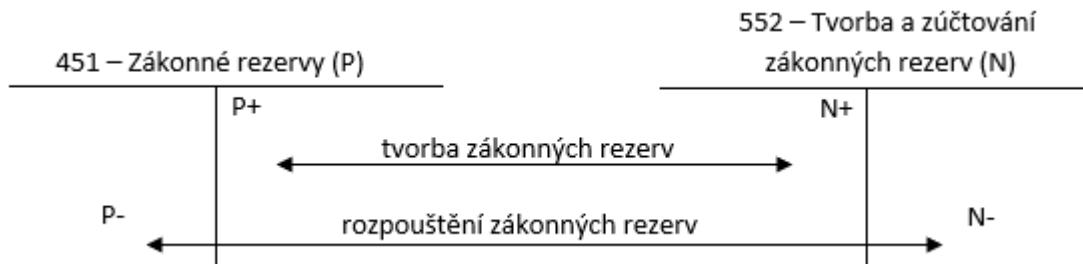 552 – Tvorba a zúčtování
451 – Zákonné rezervy (P)
zákonných rezerv (N)
P+
N+
tvorba zákonných rezerv
P-
rozpouštění zákonných rezerv
N-